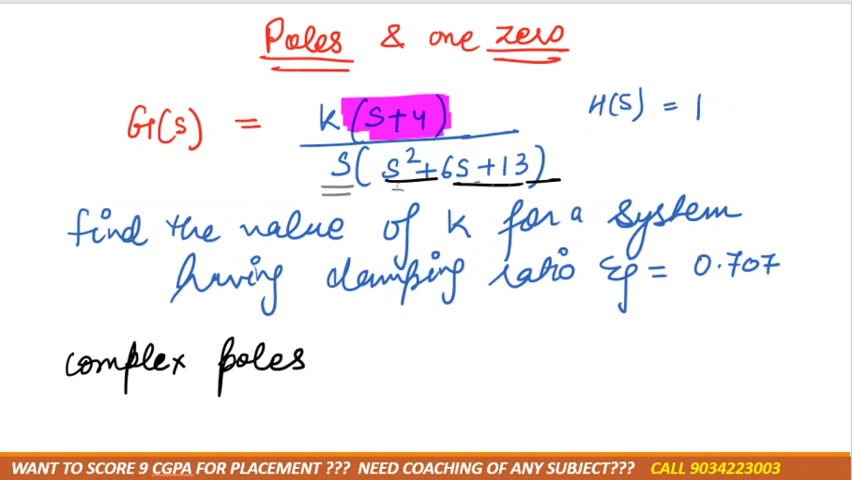 Poles & one zero
G(s) = K(S+4) / S(S²+6S+13)
H(S) = 1
find the value of K for a system
having damping ratio ξ = 0.707
complex poles
WANT TO SCORE 9 CGPA FOR PLACEMENT ??? NEED COACHING OF ANY SUBJECT??? CALL 9034223003